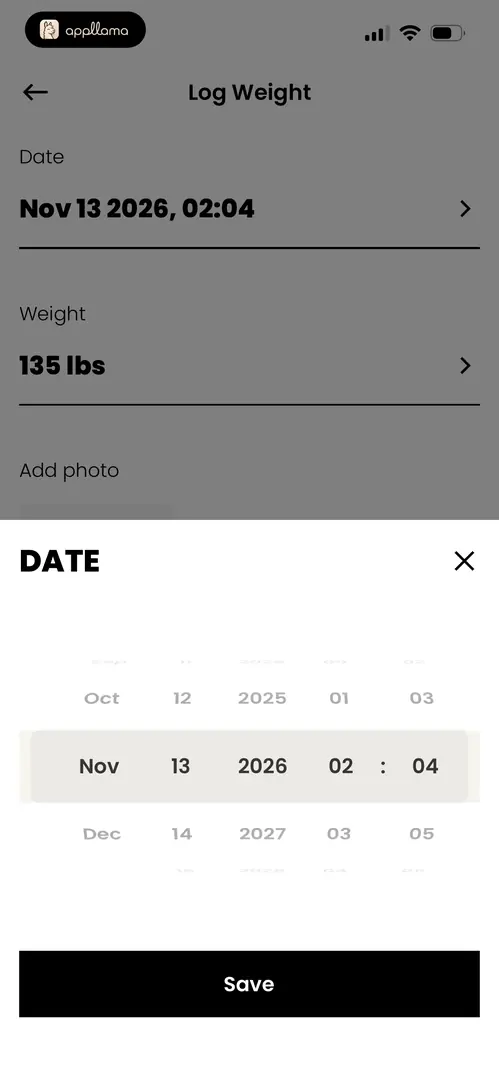 appllama
Log Weight
Date
Nov 13 2026, 02:04
Weight
135 lbs
Add photo
DATE
Oct 12 2025 01 03
Nov 13 2026 02 : 04
Dec 14 2027 03 05
Save